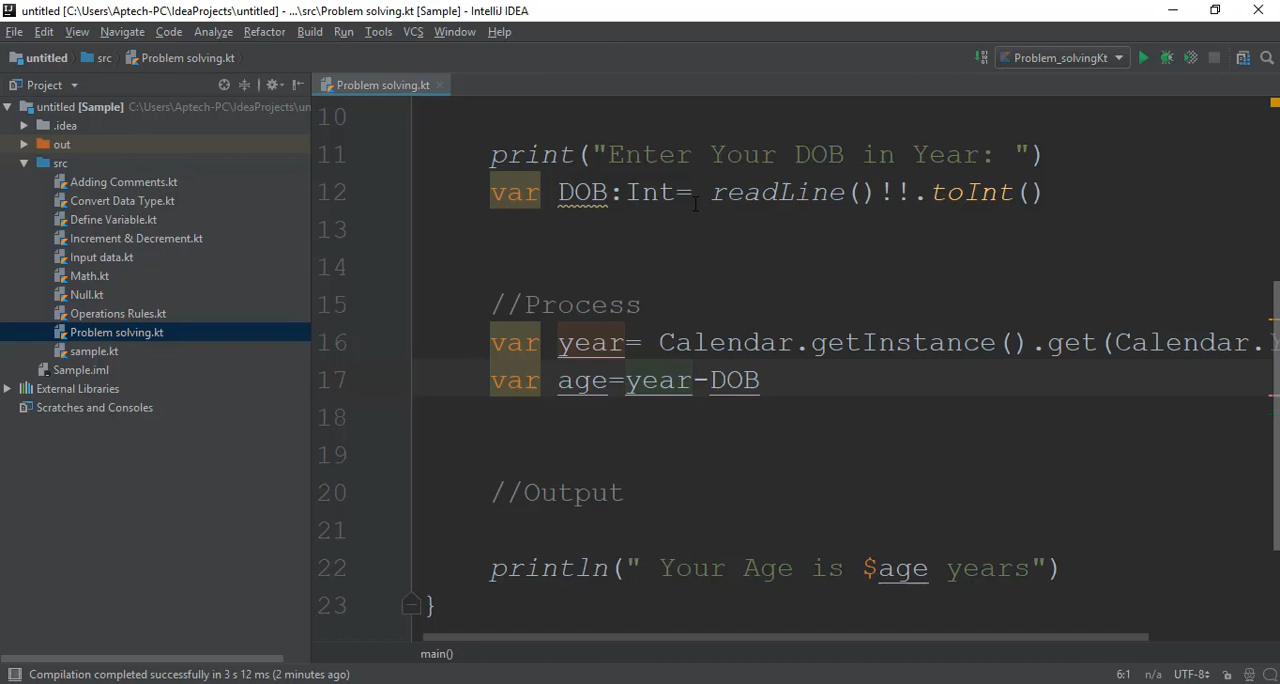 untitled [C:\Users\Aptech-PC\IdeaProjects\untitled] - ...\src\Problem solving.kt [Sample] - IntelliJ IDEA
File Edit View Navigate Code Analyze Refactor Build Run Tools VCS Window Help
untitled src Problem solving.kt Problem_solvingKt
Project Problem solving.kt
untitled [Sample] C:\Users\Aptech-PC\IdeaProjects\un
.idea
out
src
Adding Comments.kt
Convert Data Type.kt
Define Variable.kt
Increment & Decrement.kt
Input data.kt
Math.kt
Null.kt
Operations Rules.kt
Problem solving.kt
sample.kt
Sample.iml
External Libraries
Scratches and Consoles
10
11 print("Enter Your DOB in Year: ")
12 var DOB:Int= readLine()!!.toInt()
13
14
15 //Process
16 var year= Calendar.getInstance().get(Calendar.
17 var age=year-DOB
18
19
20 //Output
21
22 println(" Your Age is $age years")
23 }
main()
Compilation completed successfully in 3 s 12 ms (2 minutes ago) 6:1 n/a UTF-8